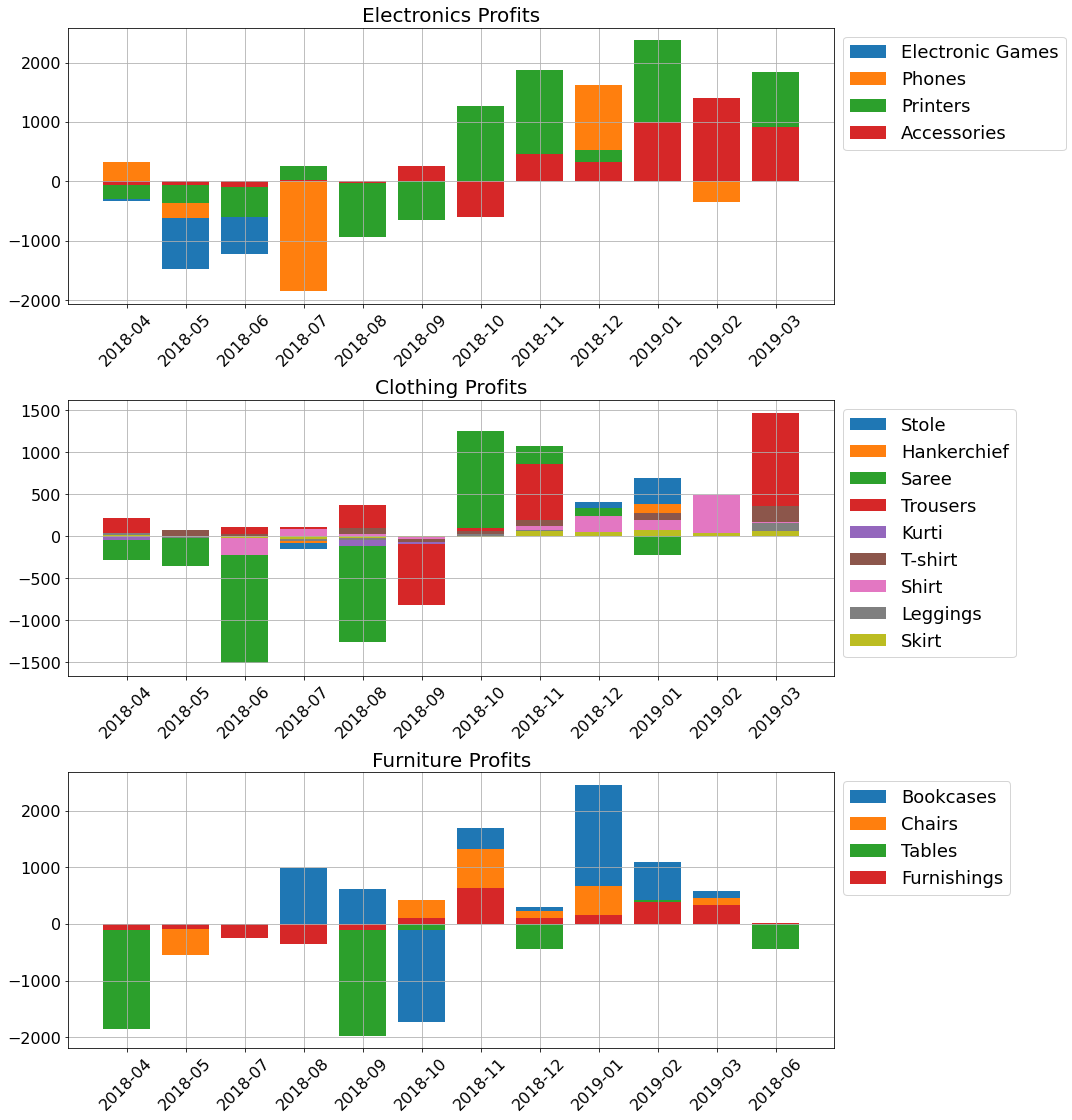 Electronics Profits
2000
1000
0
−1000
−2000
2018-04 2018-05 2018-06 2018-07 2018-08 2018-09 2018-10 2018-11 2018-12 2019-01 2019-02 2019-03
Electronic Games
Phones
Printers
Accessories
Clothing Profits
1500
1000
500
0
−500
−1000
−1500
2018-04 2018-05 2018-06 2018-07 2018-08 2018-09 2018-10 2018-11 2018-12 2019-01 2019-02 2019-03
Stole
Hankerchief
Saree
Trousers
Kurti
T-shirt
Shirt
Leggings
Skirt
Furniture Profits
2000
1000
0
−1000
−2000
2018-04 2018-05 2018-07 2018-08 2018-09 2018-10 2018-11 2018-12 2019-01 2019-02 2019-03 2018-06
Bookcases
Chairs
Tables
Furnishings